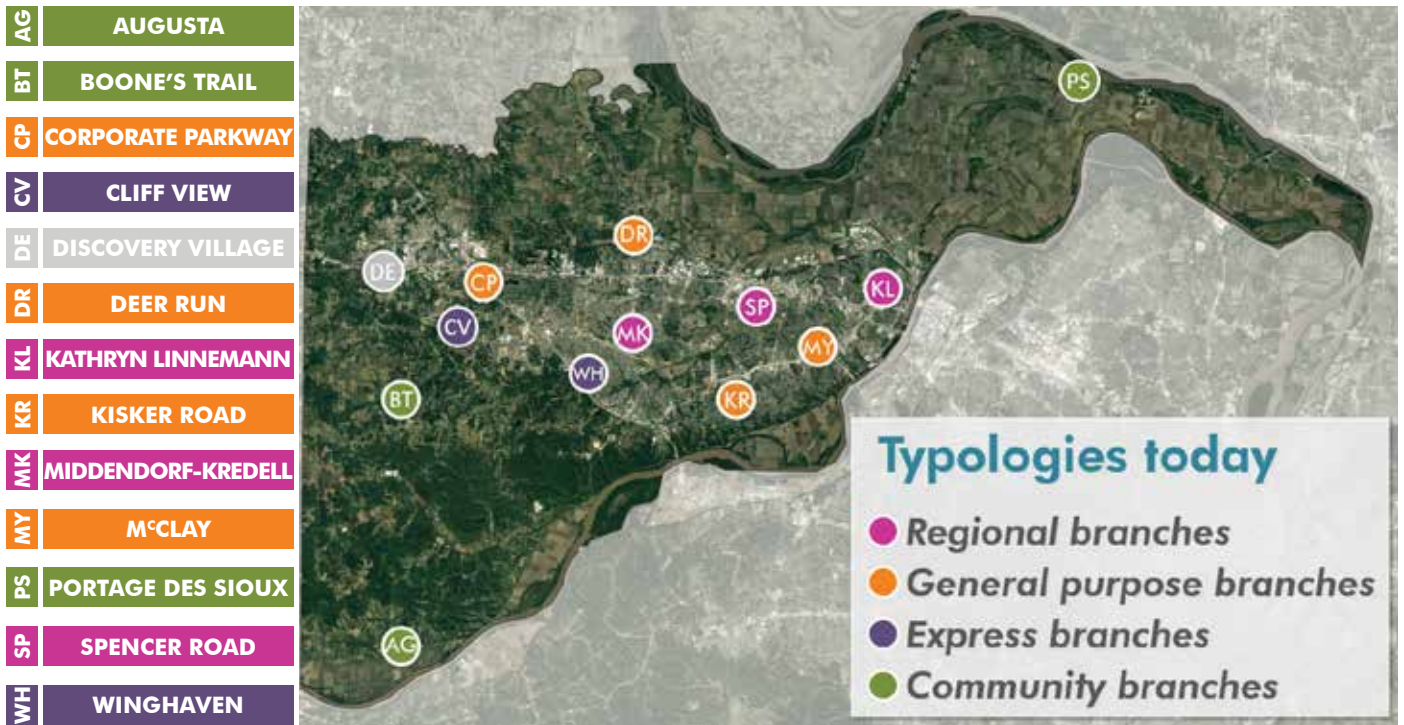 AG AUGUSTA
BT BOONE'S TRAIL
CP CORPORATE PARKWAY
CV CLIFF VIEW
DE DISCOVERY VILLAGE
DR DEER RUN
KL KATHRYN LINNEMANN
KR KISKER ROAD
MK MIDDENDORF-KREDELL
MY MCCLAY
PS PORTAGE DES SIOUX
SP SPENCER ROAD
WH WINGHAVEN
PS
DR
DE
CP
KL
SP
CV
MK
MY
WH
BT
KR
AG
Typologies today
Regional branches
General purpose branches
Express branches
Community branches